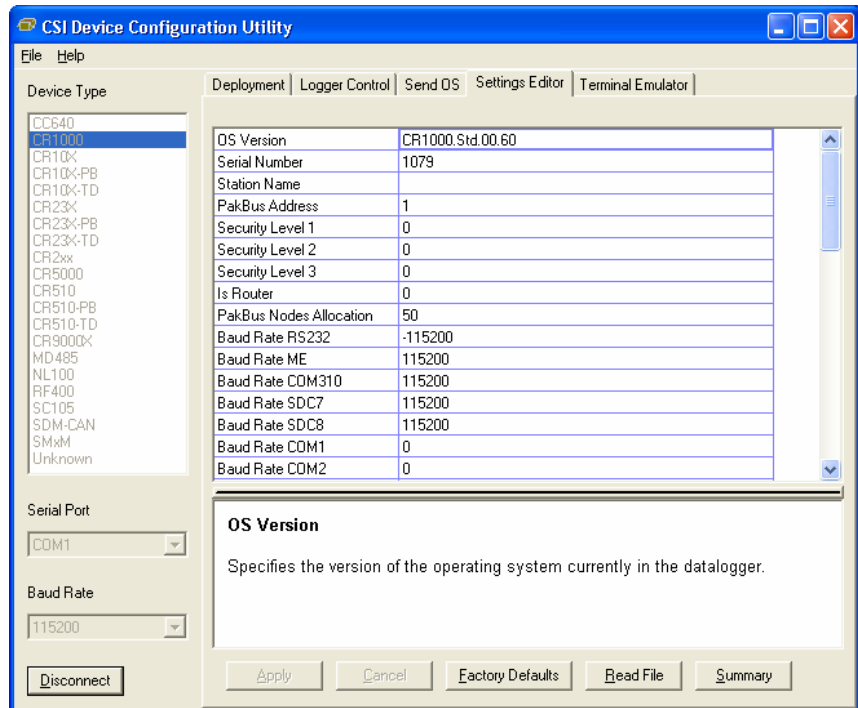 CSI Device Configuration Utility
File Help
Device Type
CC640
CR1000
CR10X
CR10X-PB
CR10X-TD
CR23X
CR23X-PB
CR23X-TD
CR2xx
CR5000
CR510
CR510-PB
CR510-TD
CR9000X
MD485
NL100
RF400
SC105
SDM-CAN
SMxM
Unknown
Serial Port
COM1
Baud Rate
115200
Disconnect
Deployment Logger Control Send OS Settings Editor Terminal Emulator
OS Version CR1000.Std.00.60
Serial Number 1079
Station Name
PakBus Address 1
Security Level 1 0
Security Level 2 0
Security Level 3 0
Is Router 0
PakBus Nodes Allocation 50
Baud Rate RS232 -115200
Baud Rate ME 115200
Baud Rate COM310 115200
Baud Rate SDC7 115200
Baud Rate SDC8 115200
Baud Rate COM1 0
Baud Rate COM2 0
OS Version
Specifies the version of the operating system currently in the datalogger.
Apply Cancel Factory Defaults Read File Summary